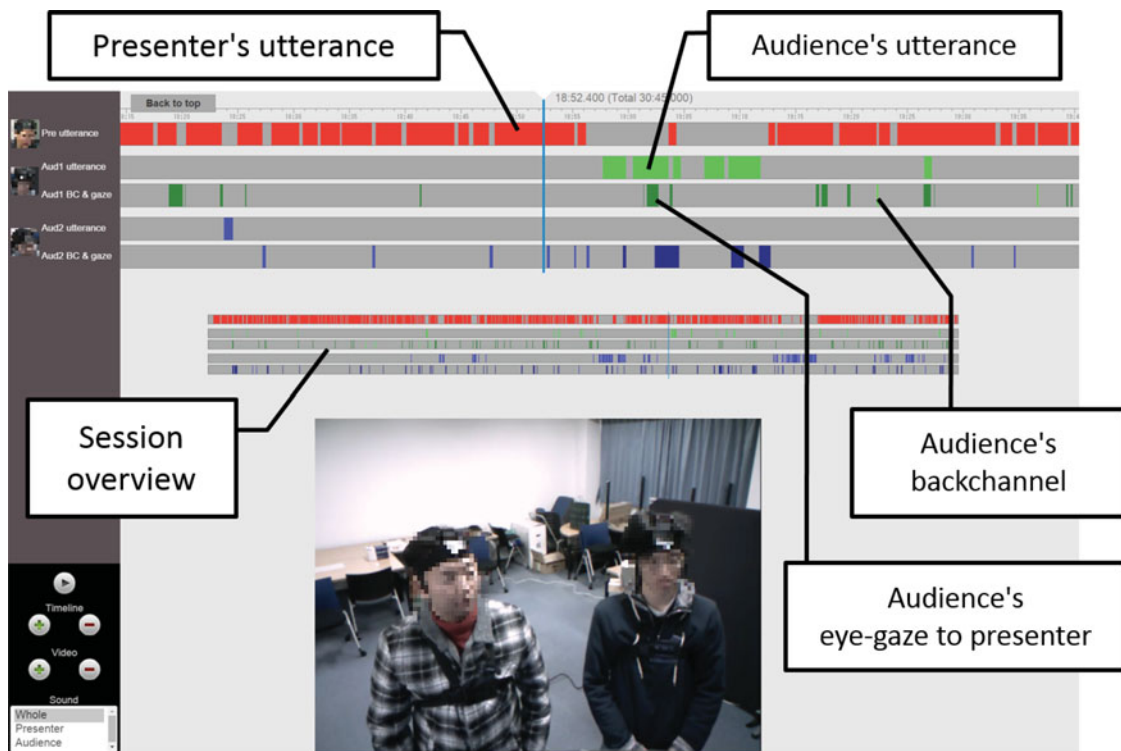 Presenter's utterance
Audience's utterance
Back to top
18:52.400 (Total 30:45.000)
Pre utterance
Aud1 utterance
Aud1 BC & gaze
Aud2 utterance
Aud2 BC & gaze
Session
overview
Audience's
backchannel
Audience's
eye-gaze to presenter
Timeline
Video
Sound
Whole
Presenter
Audience